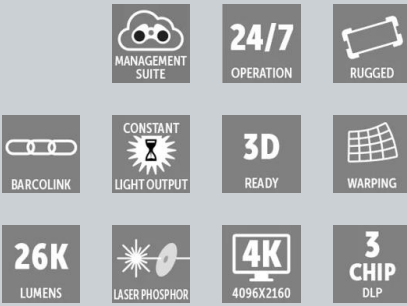 MANAGEMENT
SUITE
24/7
OPERATION
RUGGED
BARCOLINK
CONSTANT
LIGHT OUTPUT
3D
READY
WARPING
26K
LUMENS
LASER PHOSPHOR
4K
4096X2160
3
CHIP
DLP